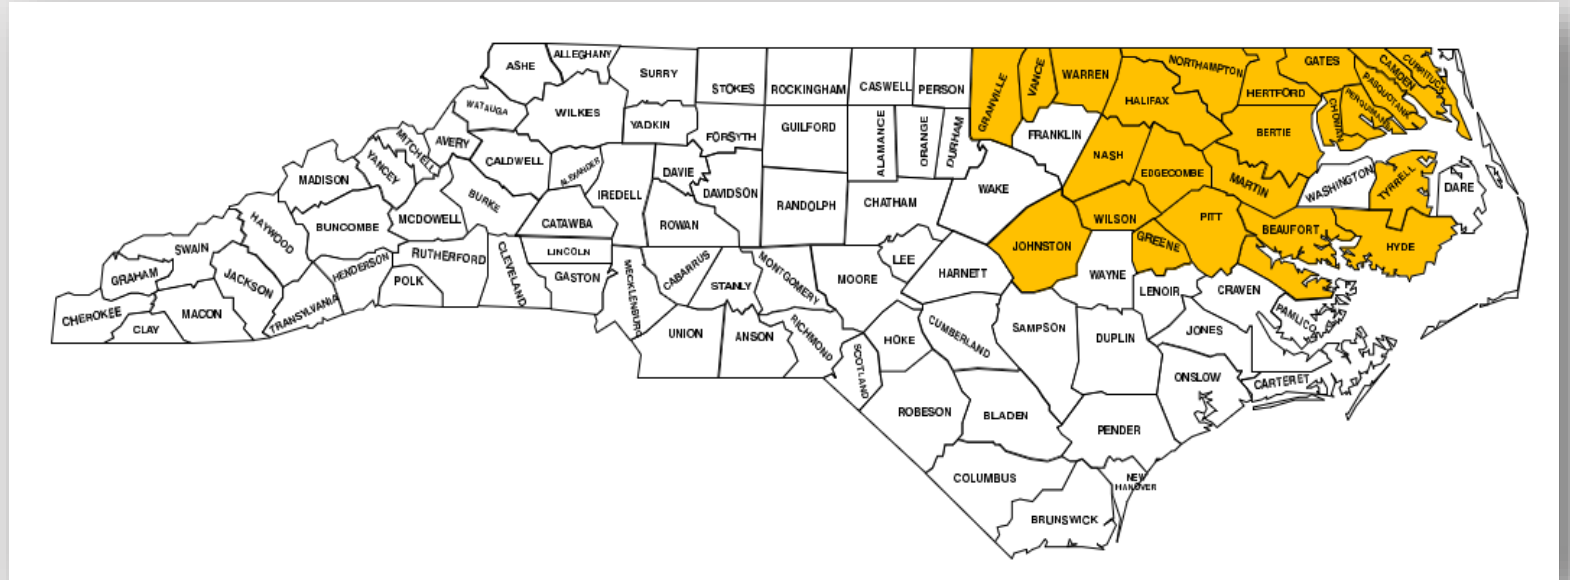 ALLEGHANY
ASHE
SURRY
STOKES
ROCKINGHAM
CASWELL
PERSON
GRANVILLE
VANCE
WARREN
NORTHAMPTON
GATES
CURRITUCK
CAMDEN
PASQUOTANK
PERQUIMANS
CHOWAN
HERTFORD
HALIFAX
BERTIE
WATAUGA
WILKES
YADKIN
FORSYTH
GUILFORD
ALAMANCE
ORANGE
DURHAM
FRANKLIN
NASH
EDGECOMBE
MARTIN
WASHINGTON
TYRRELL
DARE
MITCHELL
AVERY
YANCEY
CALDWELL
ALEXANDER
IREDELL
DAVIE
DAVIDSON
RANDOLPH
CHATHAM
WAKE
MADISON
BUNCOMBE
MCDOWELL
BURKE
CATAWBA
ROWAN
JOHNSTON
WILSON
GREENE
PITT
BEAUFORT
HYDE
HAYWOOD
SWAIN
GRAHAM
JACKSON
HENDERSON
RUTHERFORD
POLK
CLEVELAND
LINCOLN
GASTON
MECKLENBURG
CABARRUS
STANLY
MONTGOMERY
MOORE
LEE
HARNETT
WAYNE
LENOIR
CRAVEN
PAMLICO
CHEROKEE
CLAY
MACON
TRANSYLVANIA
UNION
ANSON
RICHMOND
SCOTLAND
HOKE
CUMBERLAND
SAMPSON
DUPLIN
JONES
ONSLOW
CARTERET
ROBESON
BLADEN
PENDER
COLUMBUS
NEW
HANOVER
BRUNSWICK